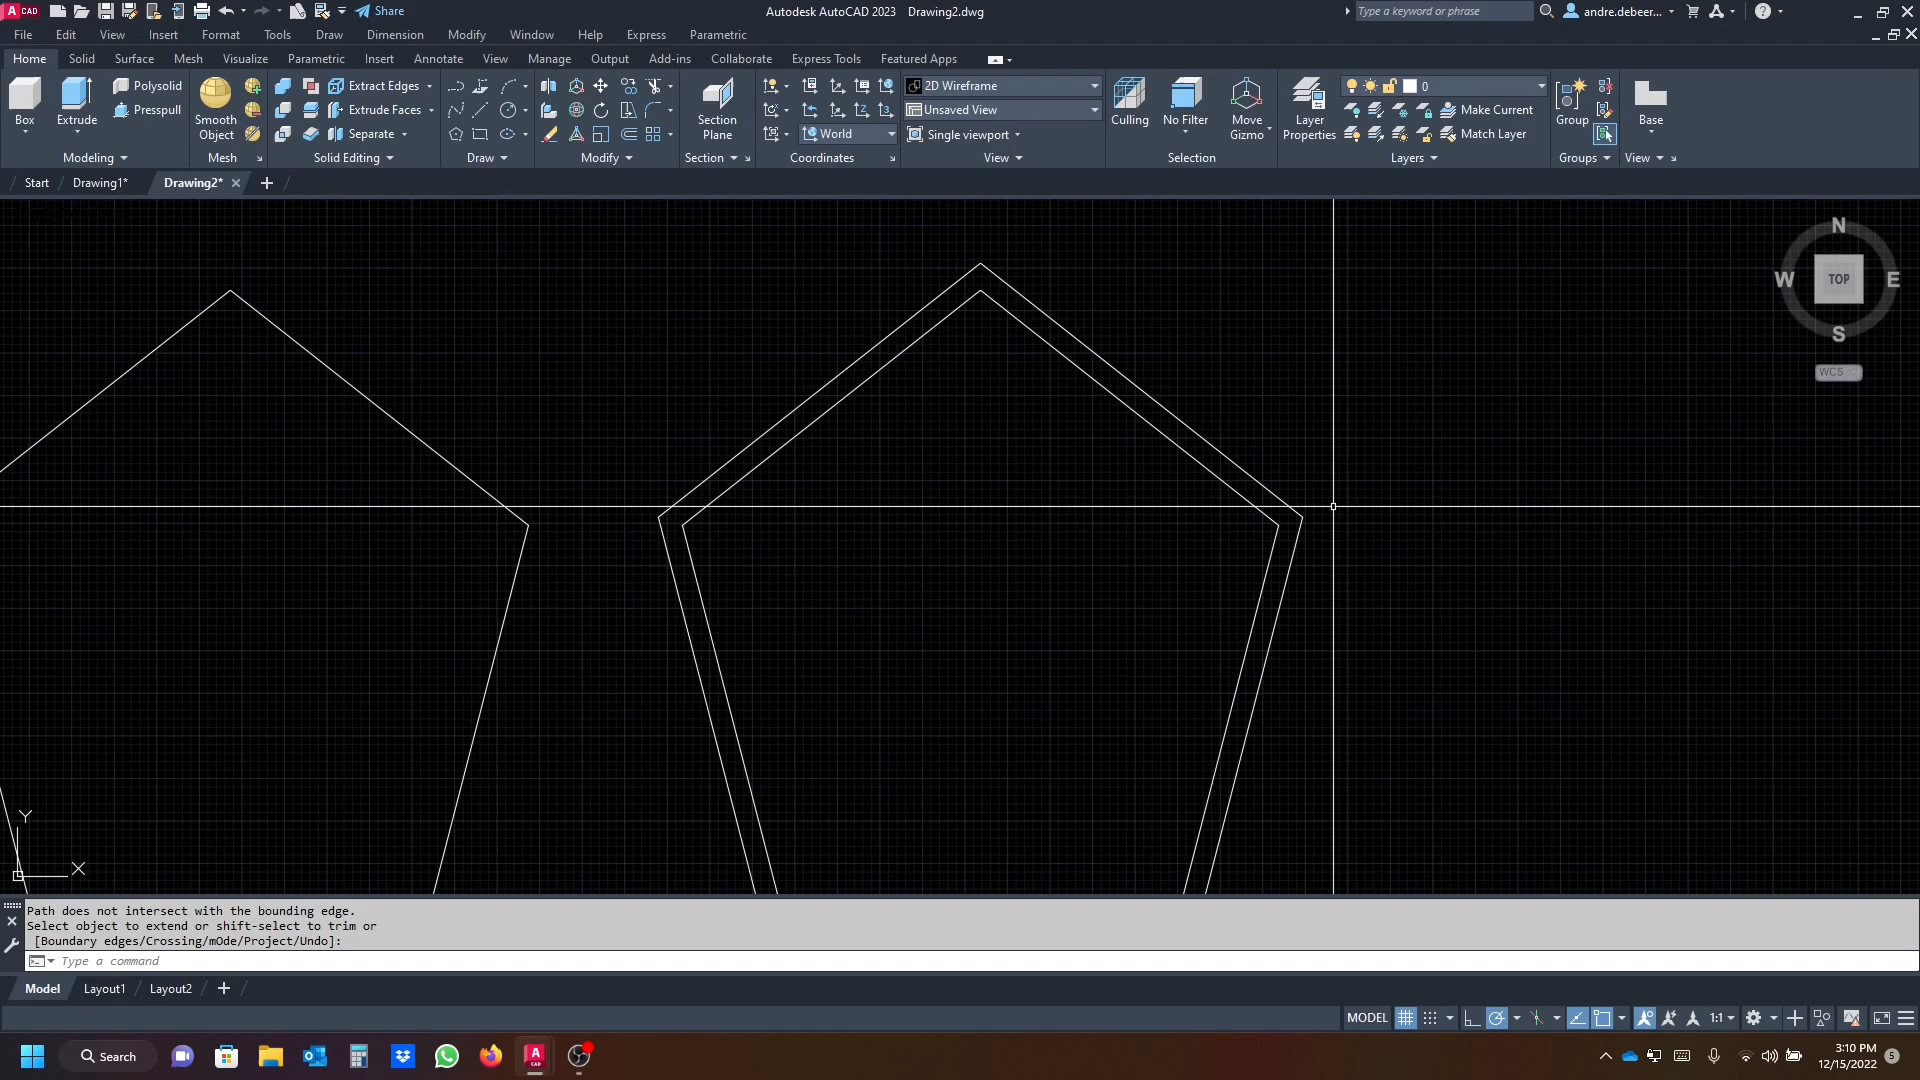 A CAD Share Autodesk AutoCAD 2023 Drawing2.dwg Type a keyword or phrase andre.debeer...
File Edit View Insert Format Tools Draw Dimension Modify Window Help Express Parametric
Home Solid Surface Mesh Visualize Parametric Insert Annotate View Manage Output Add-ins Collaborate Express Tools Featured Apps
Polysolid Extract Edges 2D Wireframe 0
Presspull Extrude Faces Unsaved View Make Current
Box Extrude Smooth Object Separate Section Plane World Single viewport Culling No Filter Move Gizmo Layer Properties Match Layer Group Base
Modeling Mesh Solid Editing Draw Modify Section Coordinates View Selection Layers Groups View
Start Drawing1* Drawing2*
N
W TOP E
S
WCS
Y
X
Path does not intersect with the bounding edge.
Select object to extend or shift-select to trim or
[Boundary edges/Crossing/mOde/Project/Undo]:
Type a command
Model Layout1 Layout2
MODEL 1:1
Search A CAD 3:10 PM
12/15/2022 5